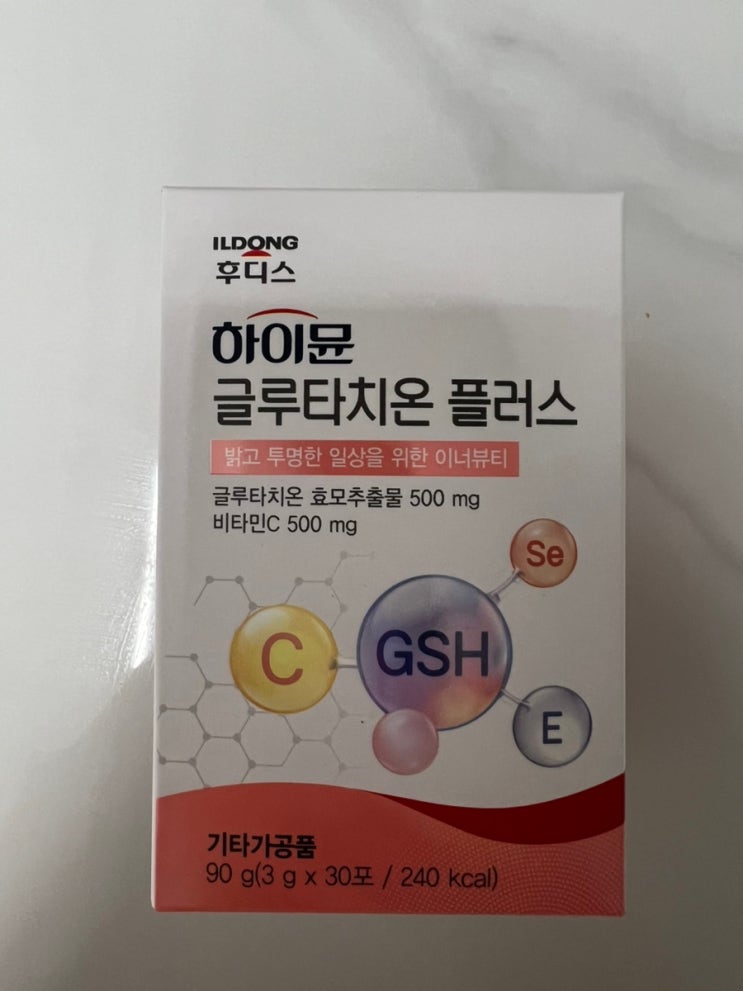 ILDONG
후디스
하이뮨
글루타치온 플러스
밝고 투명한 일상을 위한 이너뷰티
글루타치온 효모추출물 500 mg
비타민C 500 mg
Se
C
GSH
E
기타가공품
90 g(3 g x 30포 / 240 kcal)